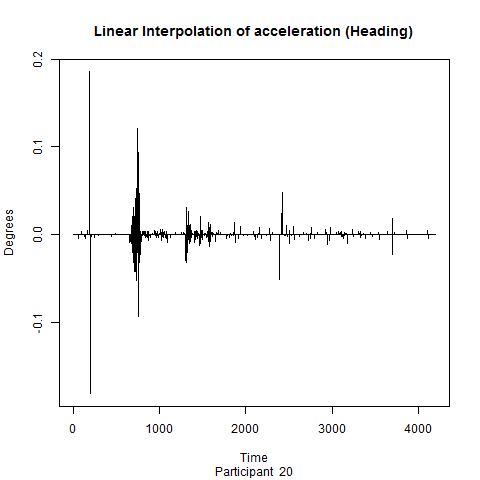 Linear Interpolation of acceleration (Heading)
0.2
0.1
0.0
-0.1
Degrees
0 1000 2000 3000 4000
Time
Participant 20